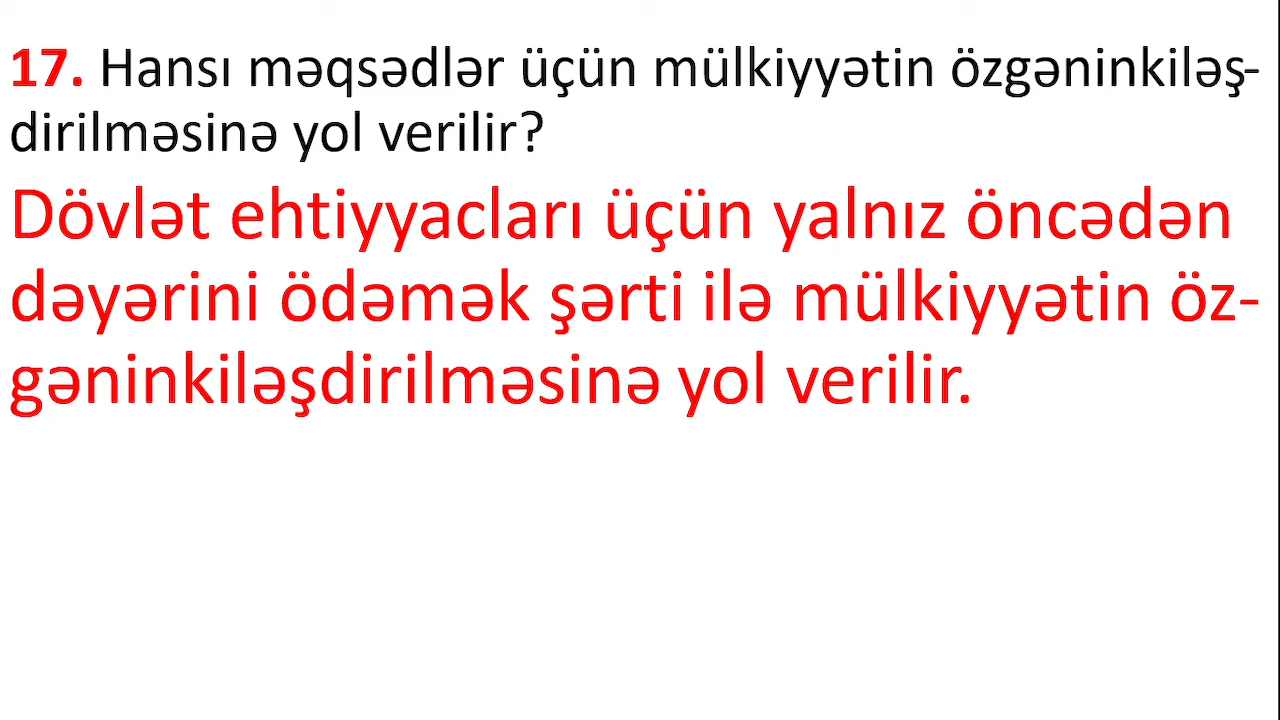 17. Hansı məqsədlər üçün mülkiyyətin özgəninkiləş-
dirilməsinə yol verilir?
Dövlət ehtiyyacları üçün yalnız öncədən
dəyərini ödəmək şərti ilə mülkiyyətin öz-
gəninkiləşdirilməsinə yol verilir.